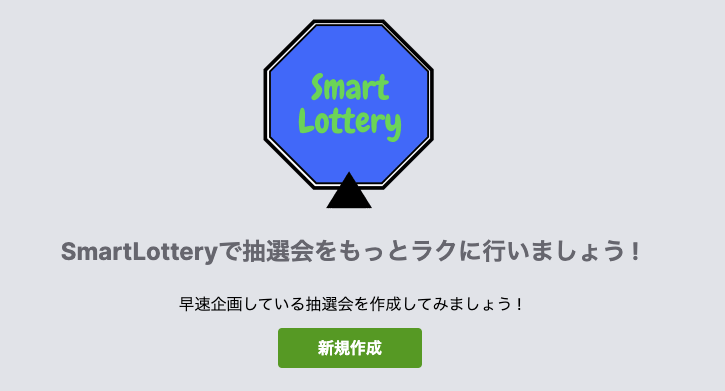 Smart
Lottery
SmartLotteryで抽選会をもっとラクに行いましょう！
早速企画している抽選会を作成してみましょう！
新規作成